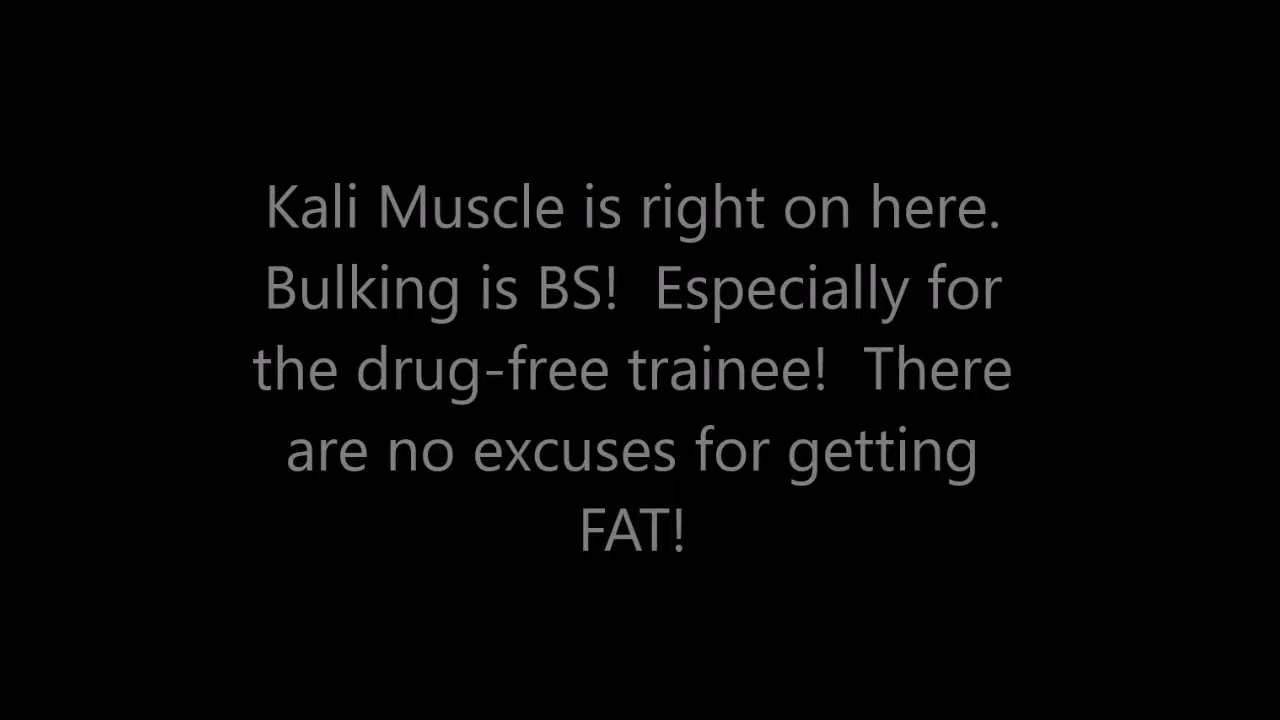 Kali Muscle is right on here.
Bulking is BS!  Especially for
the drug-free trainee!  There
are no excuses for getting
FAT!